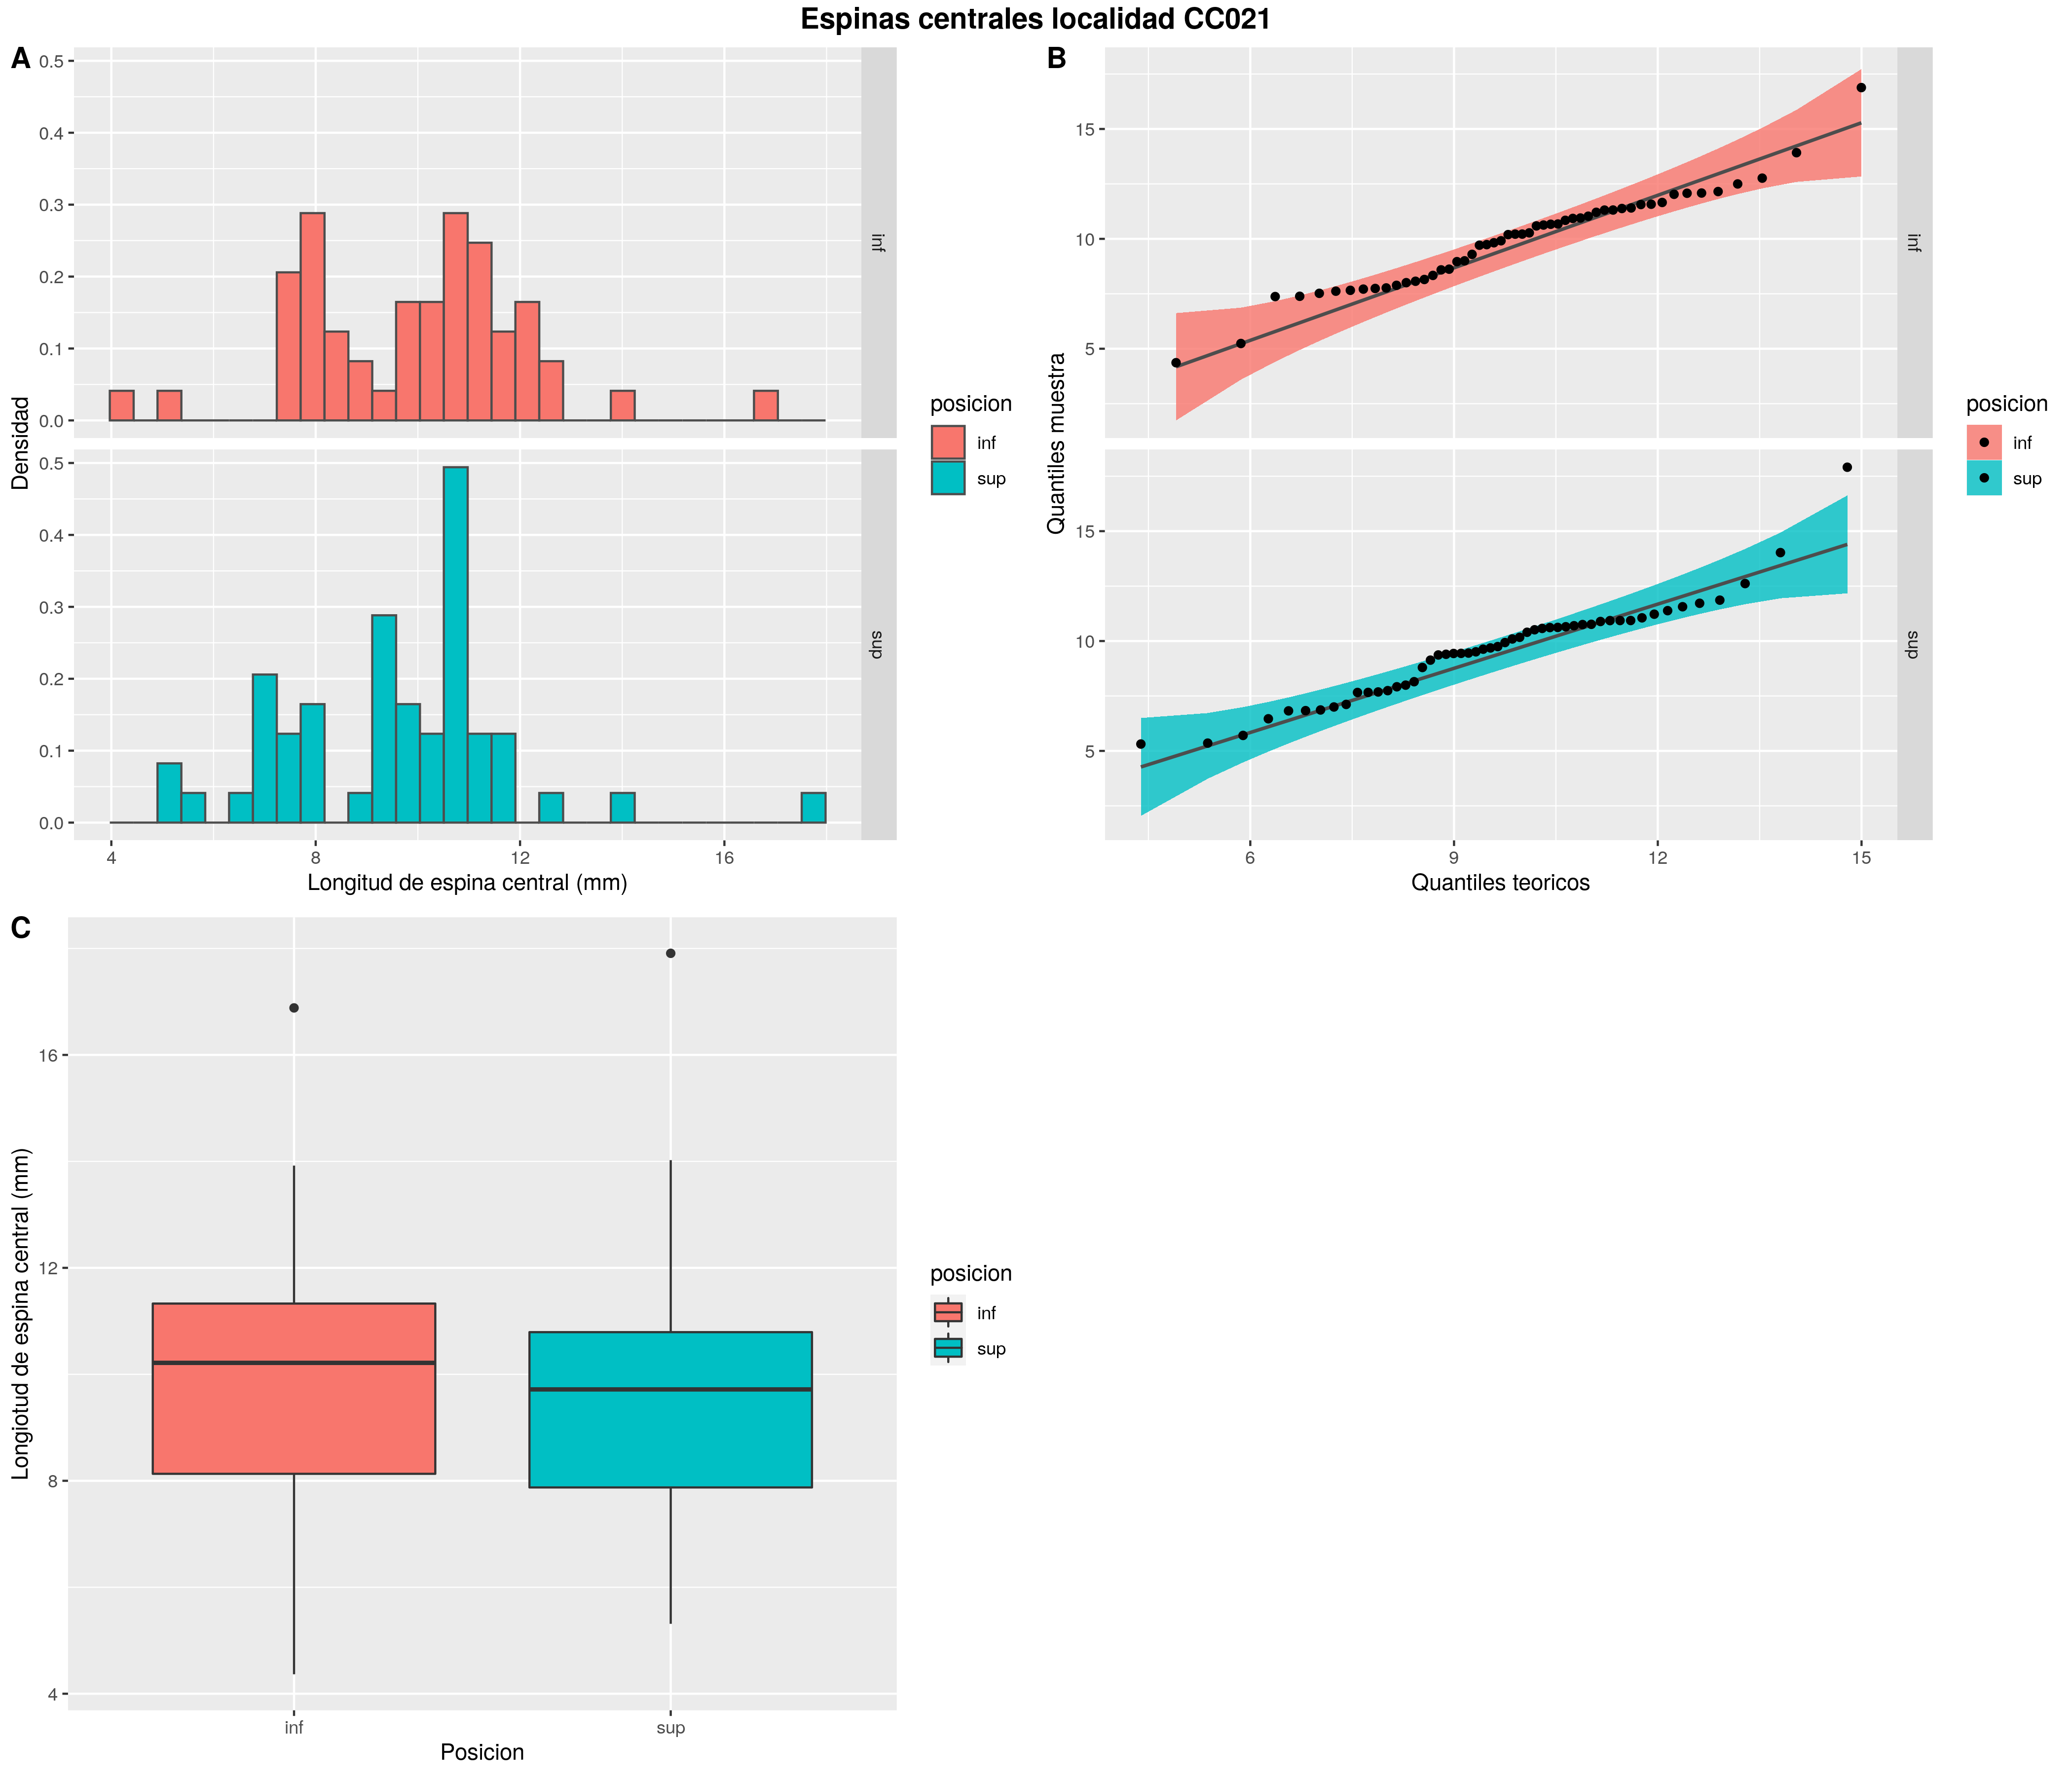 Espinas centrales localidad CC021
A
0.5
0.4
0.3
0.2
0.1
0.0
inf
Densidad
0.5
0.4
0.3
0.2
0.1
0.0
sup
4 8 12 16
Longitud de espina central (mm)
posicion
inf
sup
B
15
10
5
inf
Quantiles muestra
15
10
5
sup
6 9 12 15
Quantiles teoricos
posicion
inf
sup
C
16
12
8
4
Longiotud de espina central (mm)
inf sup
Posicion
posicion
inf
sup